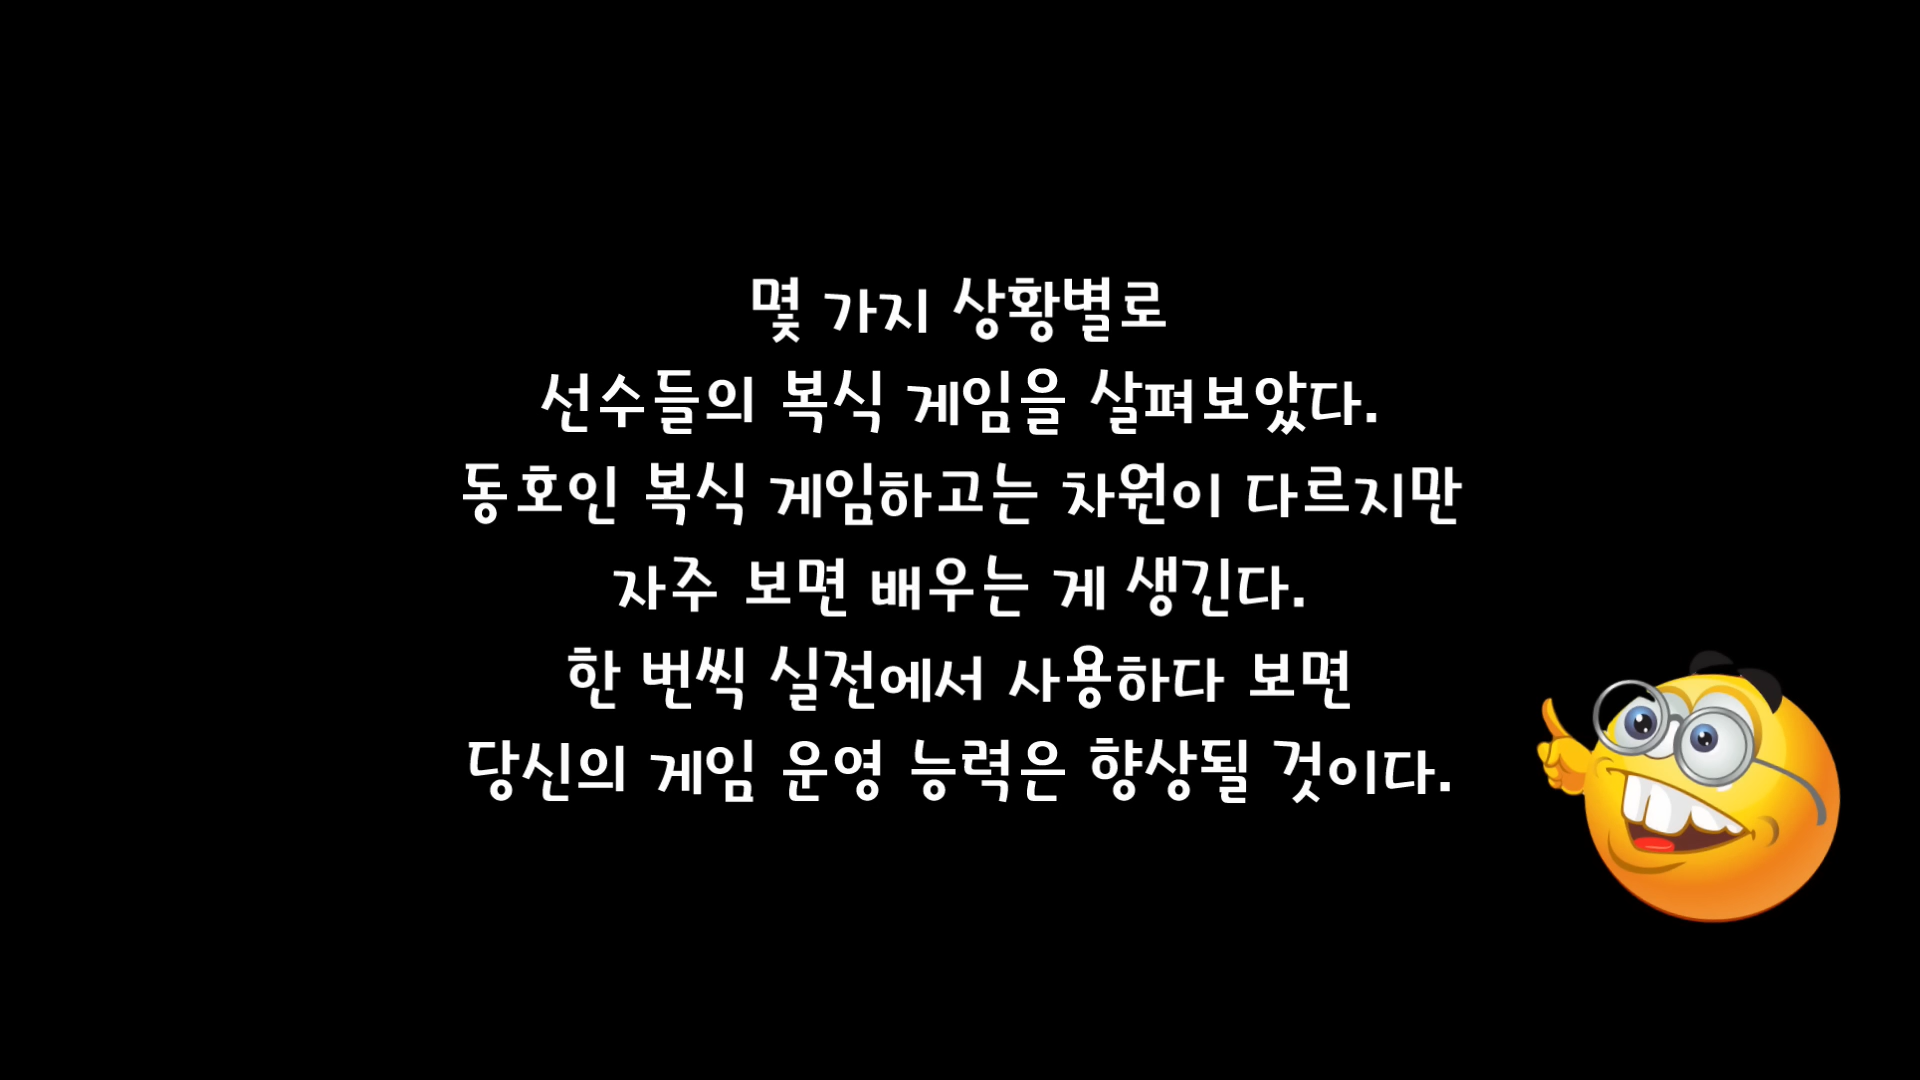 몇 가지 상황별로
선수들의 복식 게임을 살펴보았다.
동호인 복식 게임하고는 차원이 다르지만
자주 보면 배우는 게 생긴다.
한 번씩 실전에서 사용하다 보면
당신의 게임 운영 능력은 향상될 것이다.